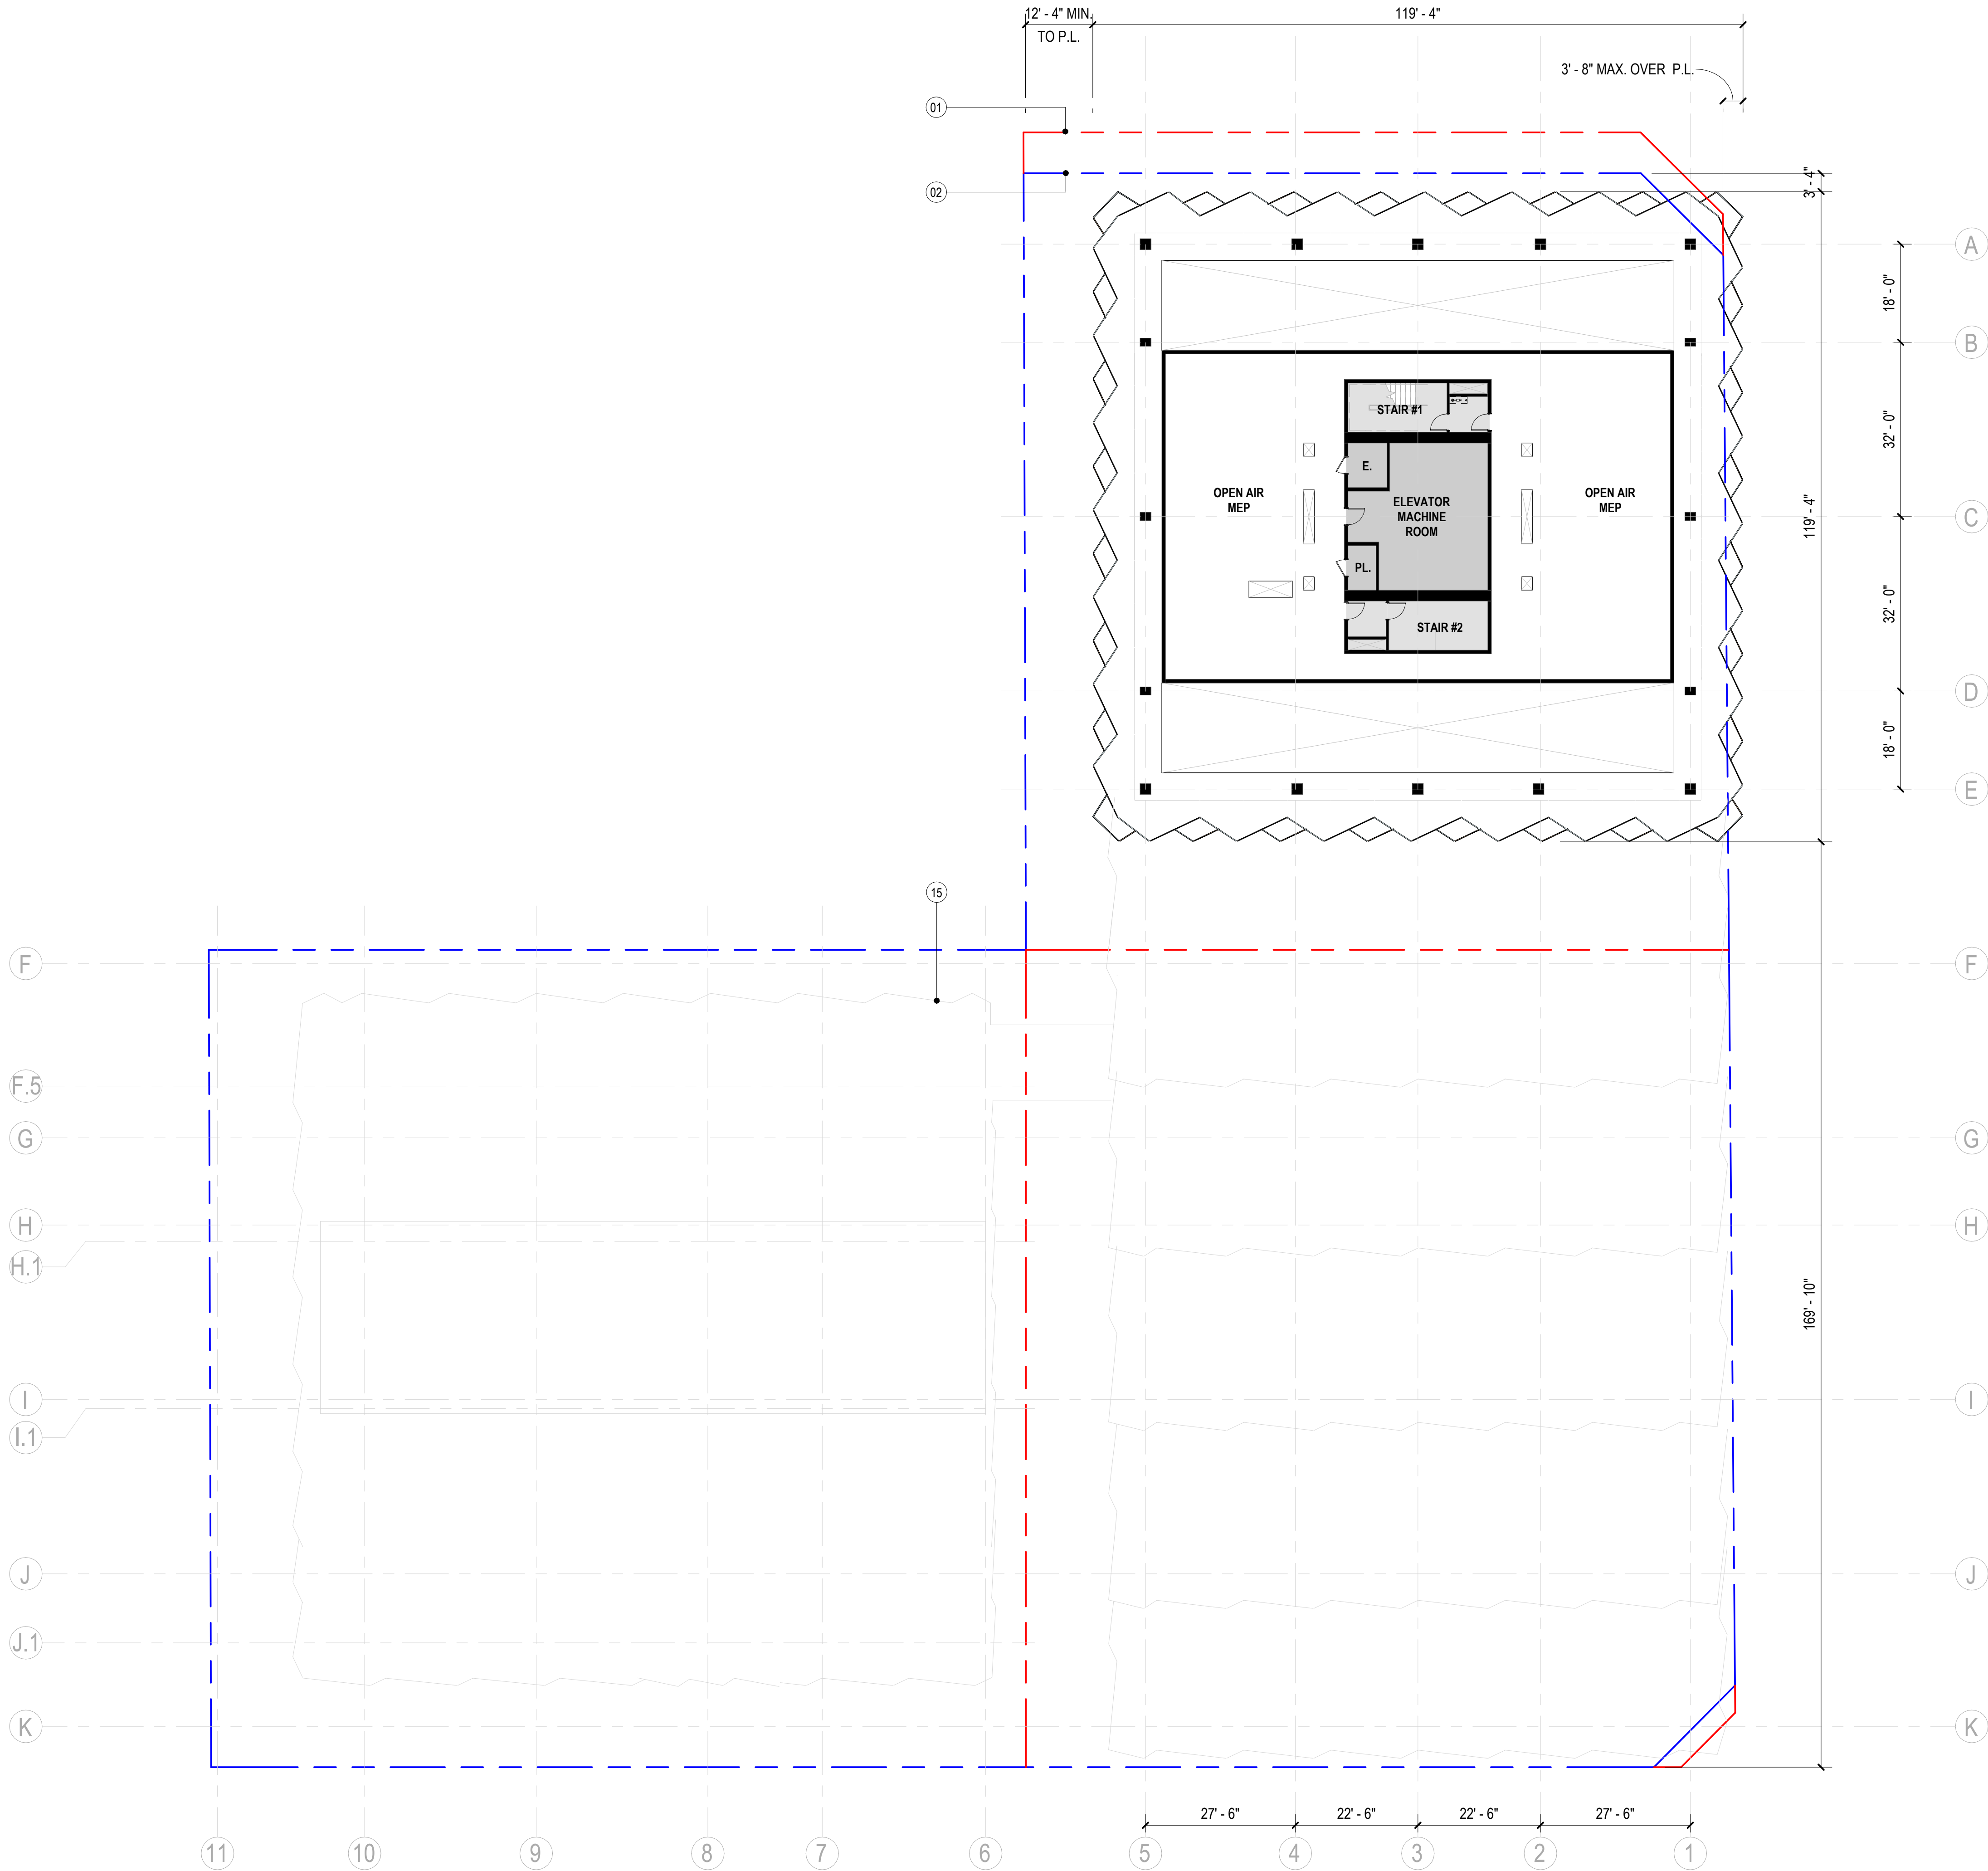 12' - 4" MIN.
TO P.L.
119' - 4"
3' - 8" MAX. OVER P.L.
01
02
3' - 4"
A
18' - 0"
B
STAIR #1
32' - 0"
E.
OPEN AIR
MEP
ELEVATOR
MACHINE
ROOM
OPEN AIR
MEP
119' - 4"
C
PL.
32' - 0"
STAIR #2
D
18' - 0"
E
15
F
F
F.5
G
G
H
H
H.1
169' - 10"
I
I
I.1
J
J
J.1
K
K
27' - 6"
22' - 6"
22' - 6"
27' - 6"
11
10
9
8
7
6
5
4
3
2
1